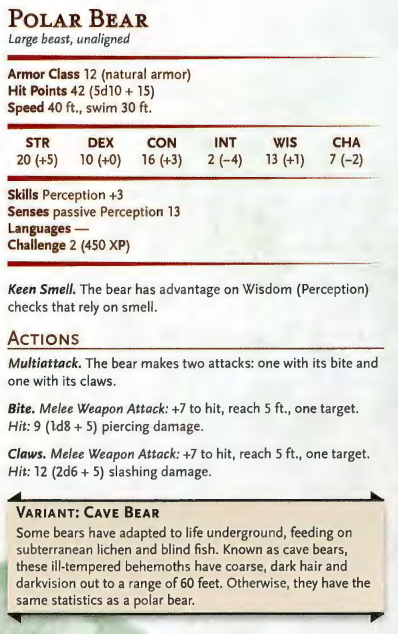 POLAR BEAR
Large beast, unaligned
Armor Class 12 (natural armor)
Hit Points 42 (5d10 + 15)
Speed 40 ft., swim 30 ft.
STR DEX CON INT WIS CHA
20 (+5) 10 (+0) 16 (+3) 2 (−4) 13 (+1) 7 (−2)
Skills Perception +3
Senses passive Perception 13
Languages —
Challenge 2 (450 XP)
Keen Smell. The bear has advantage on Wisdom (Perception)
checks that rely on smell.
ACTIONS
Multiattack. The bear makes two attacks: one with its bite and
one with its claws.
Bite. Melee Weapon Attack: +7 to hit, reach 5 ft., one target.
Hit: 9 (1d8 + 5) piercing damage.
Claws. Melee Weapon Attack: +7 to hit, reach 5 ft., one target.
Hit: 12 (2d6 + 5) slashing damage.
VARIANT: CAVE BEAR
Some bears have adapted to life underground, feeding on
subterranean lichen and blind fish. Known as cave bears,
these ill-tempered behemoths have coarse, dark hair and
darkvision out to a range of 60 feet. Otherwise, they have the
same statistics as a polar bear.